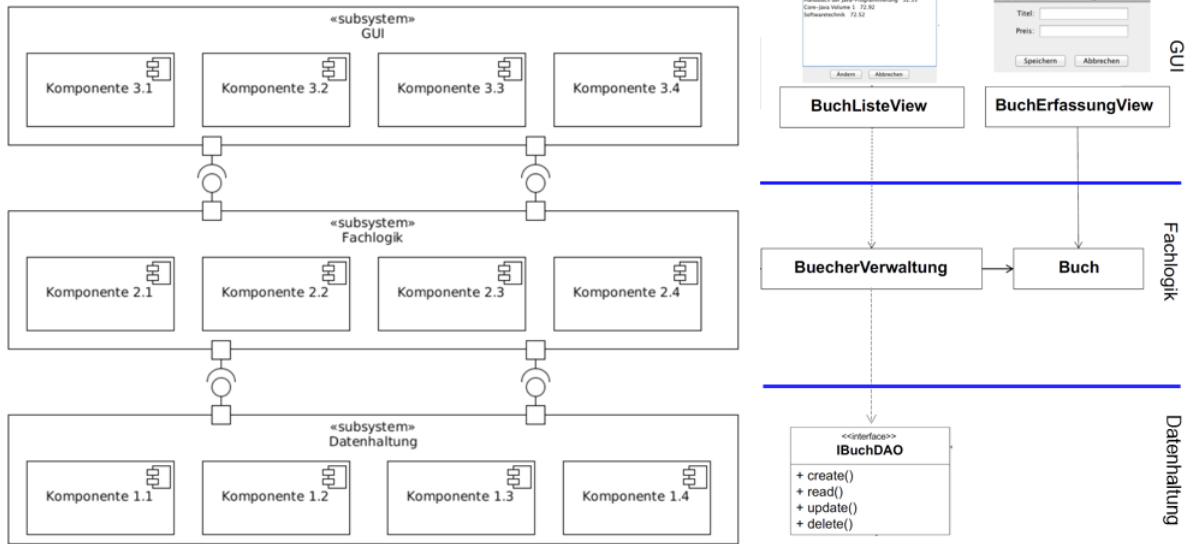 «subsystem»
GUI
Komponente 3.1
Komponente 3.2
Komponente 3.3
Komponente 3.4
«subsystem»
Fachlogik
Komponente 2.1
Komponente 2.2
Komponente 2.3
Komponente 2.4
«subsystem»
Datenhaltung
Komponente 1.1
Komponente 1.2
Komponente 1.3
Komponente 1.4
Core-Java Volume 1 72.92
Softwaretechnik 72.52
Ändern
Abbrechen
Titel:
Preis:
Speichern
Abbrechen
GUI
BuchListeView
BuchErfassungView
BuecherVerwaltung
Buch
Fachlogik
<<interface>>
IBuchDAO
+ create()
+ read()
+ update()
+ delete()
Datenhaltung